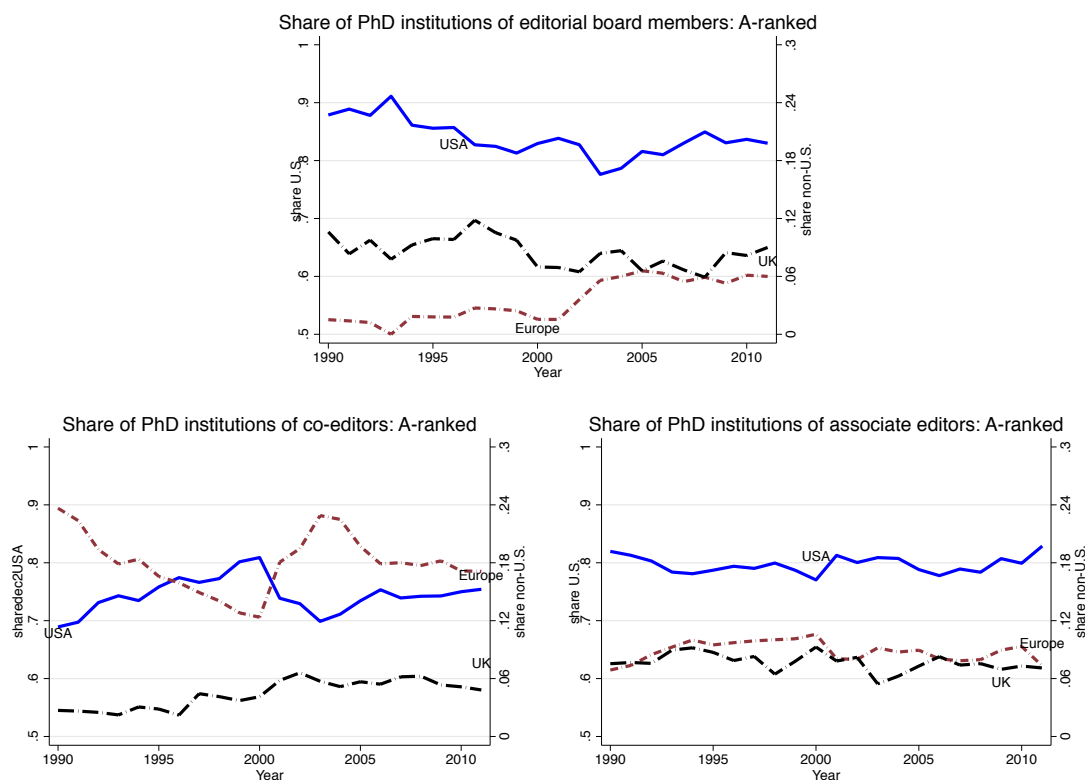 Share of PhD institutions of editorial board members: A-ranked
1
.9
.8
.7
.6
.5
share U.S.
.3
.24
.18
.12
.06
0
share non-U.S.
USA
UK
Europe
1990
1995
2000
2005
2010
Year
Share of PhD institutions of co-editors: A-ranked
1
.9
.8
.7
.6
.5
sharedec2USA
.3
.24
.18
.12
.06
0
share non-U.S.
Europe
USA
UK
1990
1995
2000
2005
2010
Year
Share of PhD institutions of associate editors: A-ranked
1
.9
.8
.7
.6
.5
share U.S.
.3
.24
.18
.12
.06
0
share non-U.S.
USA
Europe
UK
1990
1995
2000
2005
2010
Year